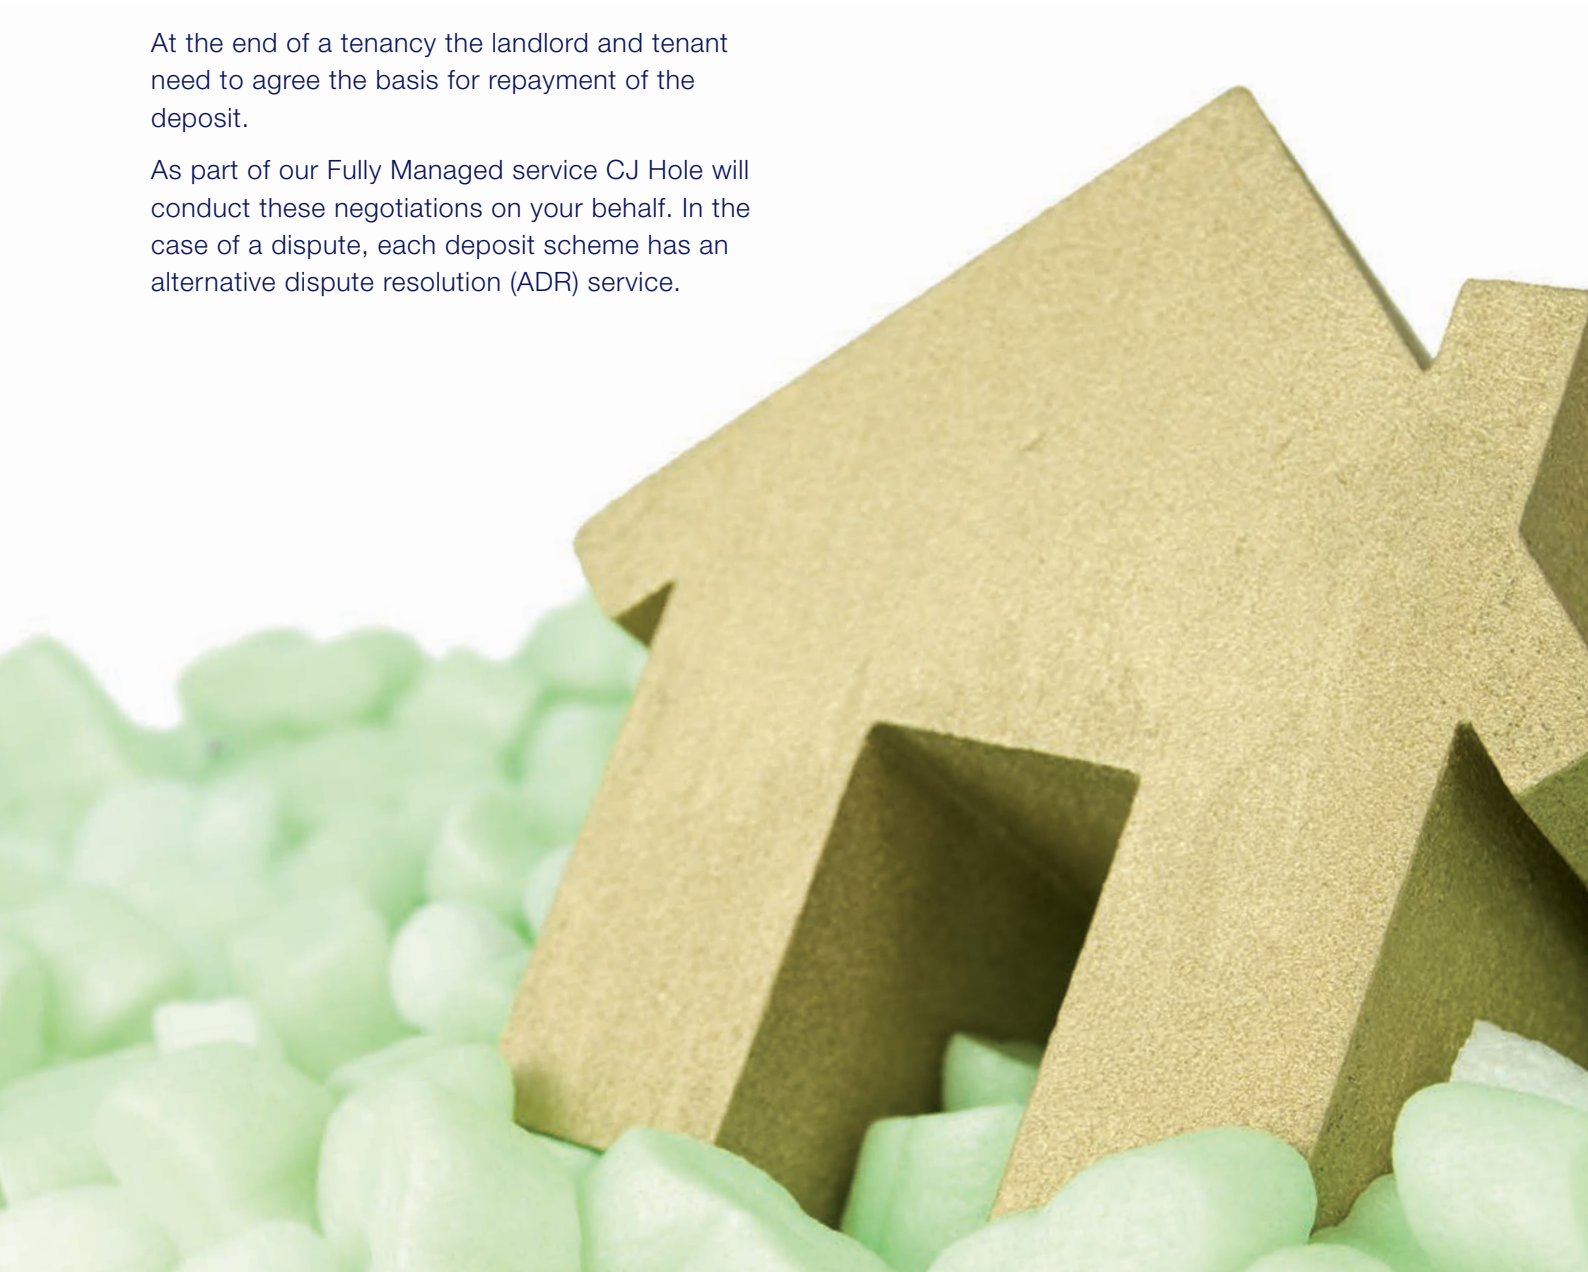 At the end of a tenancy the landlord and tenant
need to agree the basis for repayment of the
deposit.
As part of our Fully Managed service CJ Hole will
conduct these negotiations on your behalf. In the
case of a dispute, each deposit scheme has an
alternative dispute resolution (ADR) service.